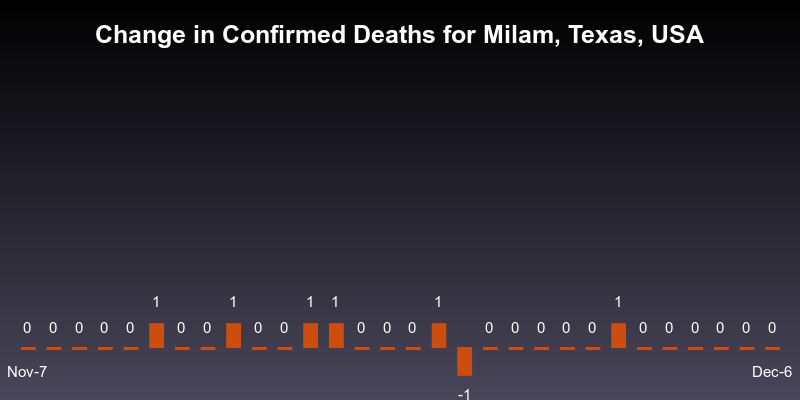 Change in Confirmed Deaths for Milam, Texas, USA
1 1 1 1 1 1
0 0 0 0 0 0 0 0 0 0 0 0 0 0 0 0 0 0 0 0 0 0 0
Nov-7 Dec-6
-1